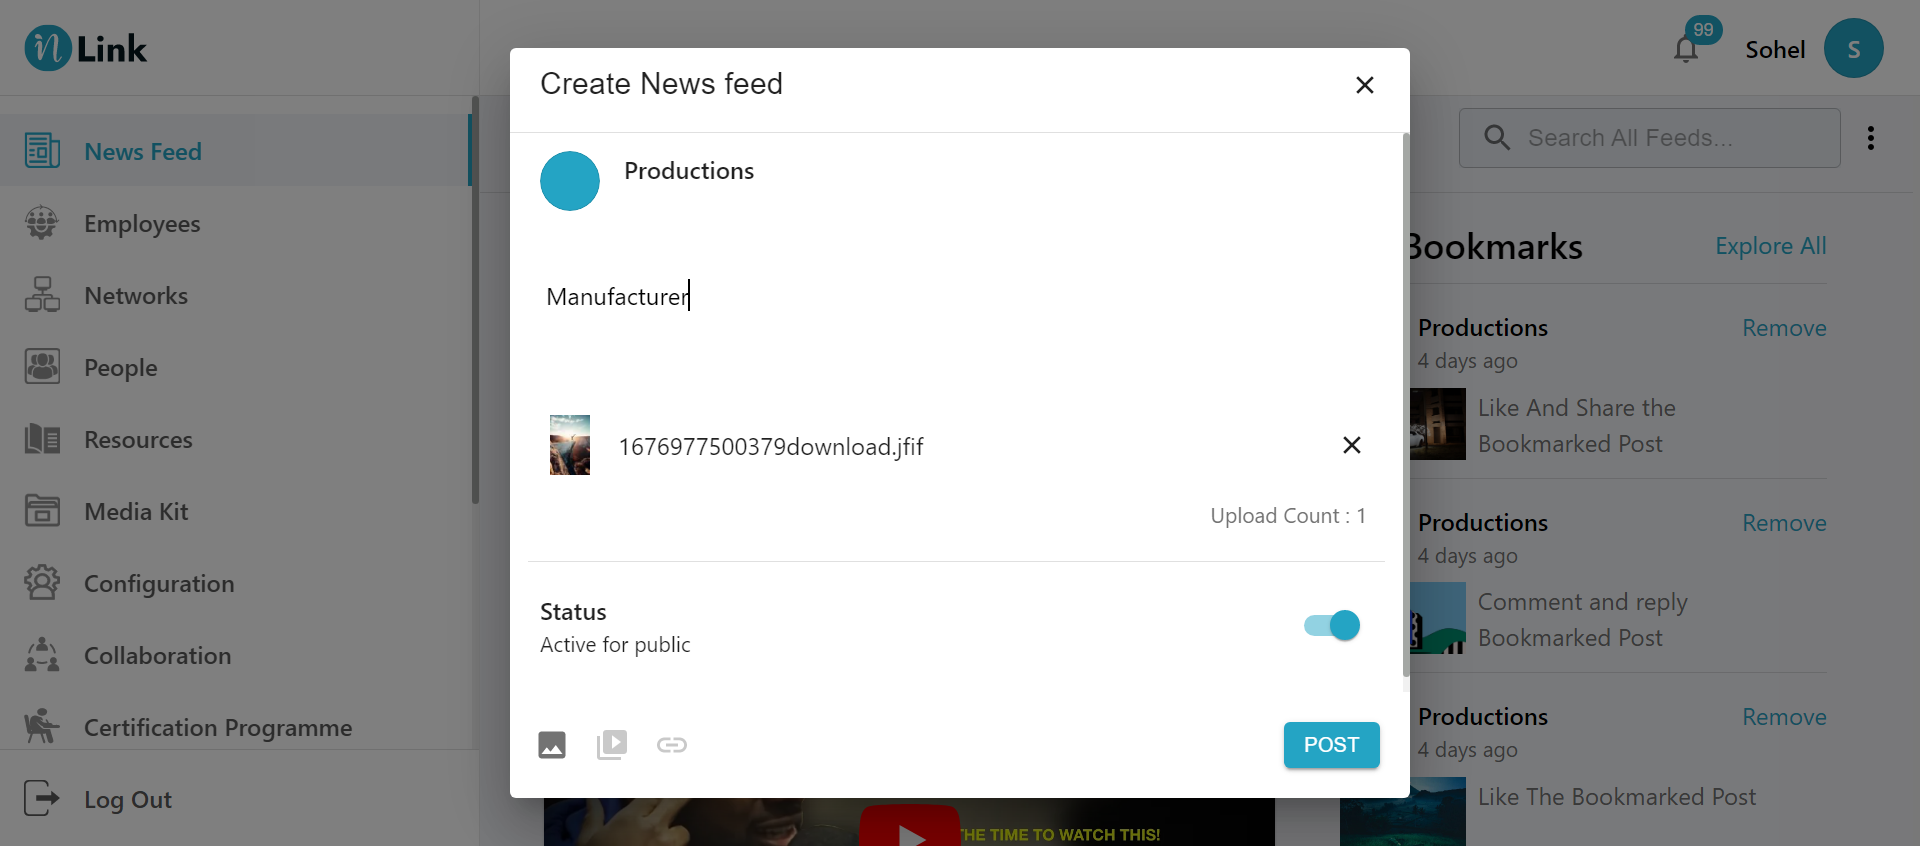 Link
99
Sohel
S
Create News feed
Search All Feeds...
News Feed
Employees
Networks
People
Resources
Media Kit
Configuration
Collaboration
Certification Programme
Log Out
Productions
Manufacturer
1676977500379download.jfif
Upload Count : 1
Status
Active for public
POST
THE TIME TO WATCH THIS!
Bookmarks
Explore All
Productions
Remove
4 days ago
Like And Share the
Bookmarked Post
Productions
Remove
4 days ago
Comment and reply
Bookmarked Post
Productions
Remove
4 days ago
Like The Bookmarked Post